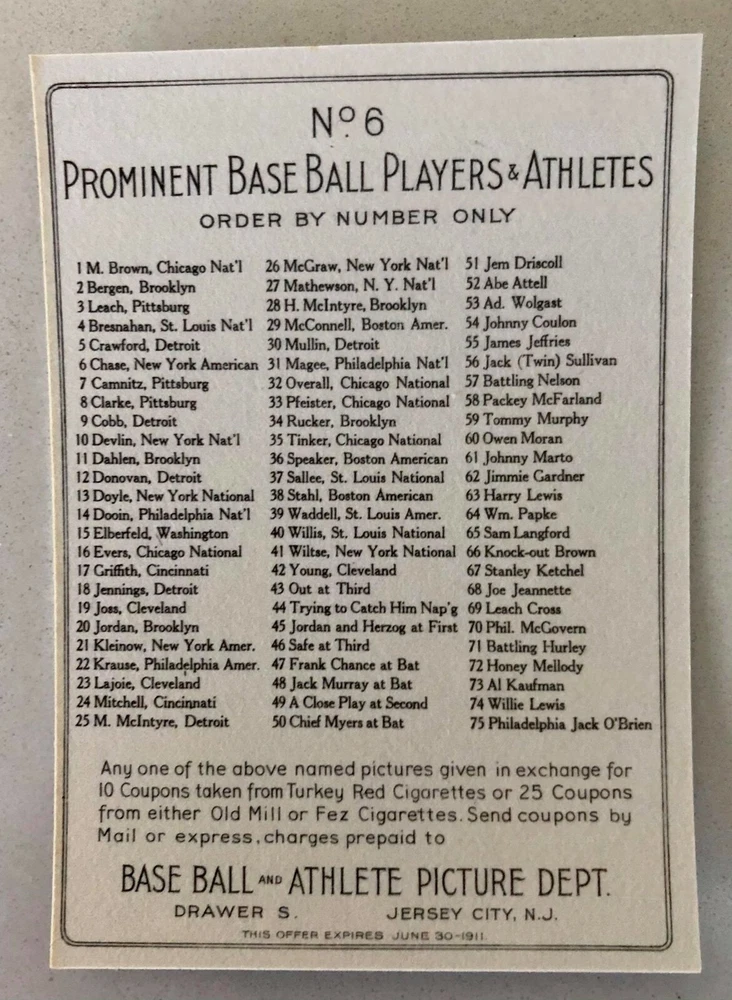 Nº 6
PROMINENT BASE BALL PLAYERS & ATHLETES
ORDER BY NUMBER ONLY
1 M. Brown, Chicago Nat'l
2 Bergen, Brooklyn
3 Leach, Pittsburg
4 Bresnahan, St. Louis Nat'l
5 Crawford, Detroit
6 Chase, New York American
7 Camnitz, Pittsburg
8 Clarke, Pittsburg
9 Cobb, Detroit
10 Devlin, New York Nat'l
11 Dahlen, Brooklyn
12 Donovan, Detroit
13 Doyle, New York National
14 Dooin, Philadelphia Nat'l
15 Elberfeld, Washington
16 Evers, Chicago National
17 Griffith, Cincinnati
18 Jennings, Detroit
19 Joss, Cleveland
20 Jordan, Brooklyn
21 Kleinow, New York Amer.
22 Krause, Philadelphia Amer.
23 Lajoie, Cleveland
24 Mitchell, Cincinnati
25 M. McIntyre, Detroit
26 McGraw, New York Nat'l
27 Mathewson, N. Y. Nat'l
28 H. McIntyre, Brooklyn
29 McConnell, Boston Amer.
30 Mullin, Detroit
31 Magee, Philadelphia Nat'l
32 Overall, Chicago National
33 Pfeister, Chicago National
34 Rucker, Brooklyn
35 Tinker, Chicago National
36 Speaker, Boston American
37 Sallee, St. Louis National
38 Stahl, Boston American
39 Waddell, St. Louis Amer.
40 Willis, St. Louis National
41 Wiltse, New York National
42 Young, Cleveland
43 Out at Third
44 Trying to Catch Him Nap'g
45 Jordan and Herzog at First
46 Safe at Third
47 Frank Chance at Bat
48 Jack Murray at Bat
49 A Close Play at Second
50 Chief Myers at Bat
51 Jem Driscoll
52 Abe Attell
53 Ad. Wolgast
54 Johnny Coulon
55 James Jeffries
56 Jack (Twin) Sullivan
57 Battling Nelson
58 Packey McFarland
59 Tommy Murphy
60 Owen Moran
61 Johnny Marto
62 Jimmie Gardner
63 Harry Lewis
64 Wm. Papke
65 Sam Langford
66 Knock-out Brown
67 Stanley Ketchel
68 Joe Jeannette
69 Leach Cross
70 Phil. McGovern
71 Battling Hurley
72 Honey Mellody
73 Al Kaufman
74 Willie Lewis
75 Philadelphia Jack O'Brien
Any one of the above named pictures given in exchange for
10 Coupons taken from Turkey Red Cigarettes or 25 Coupons
from either Old Mill or Fez Cigarettes. Send coupons by
Mail or express, charges prepaid to
BASE BALL AND ATHLETE PICTURE DEPT.
DRAWER S. JERSEY CITY, N.J.
THIS OFFER EXPIRES JUNE 30-1911